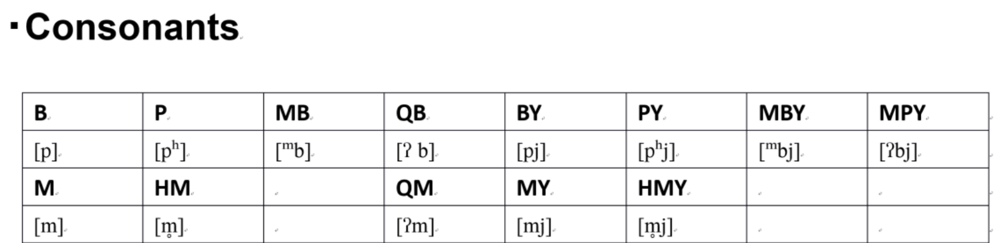 ▪ Consonants
B P MB QB BY PY MBY MPY
[p] [pʰ] [ᵐb] [ʔ b] [pj] [pʰj] [ᵐbj] [ʔbj]
M HM QM MY HMY
[m] [m̥] [ʔm] [mj] [m̥j]